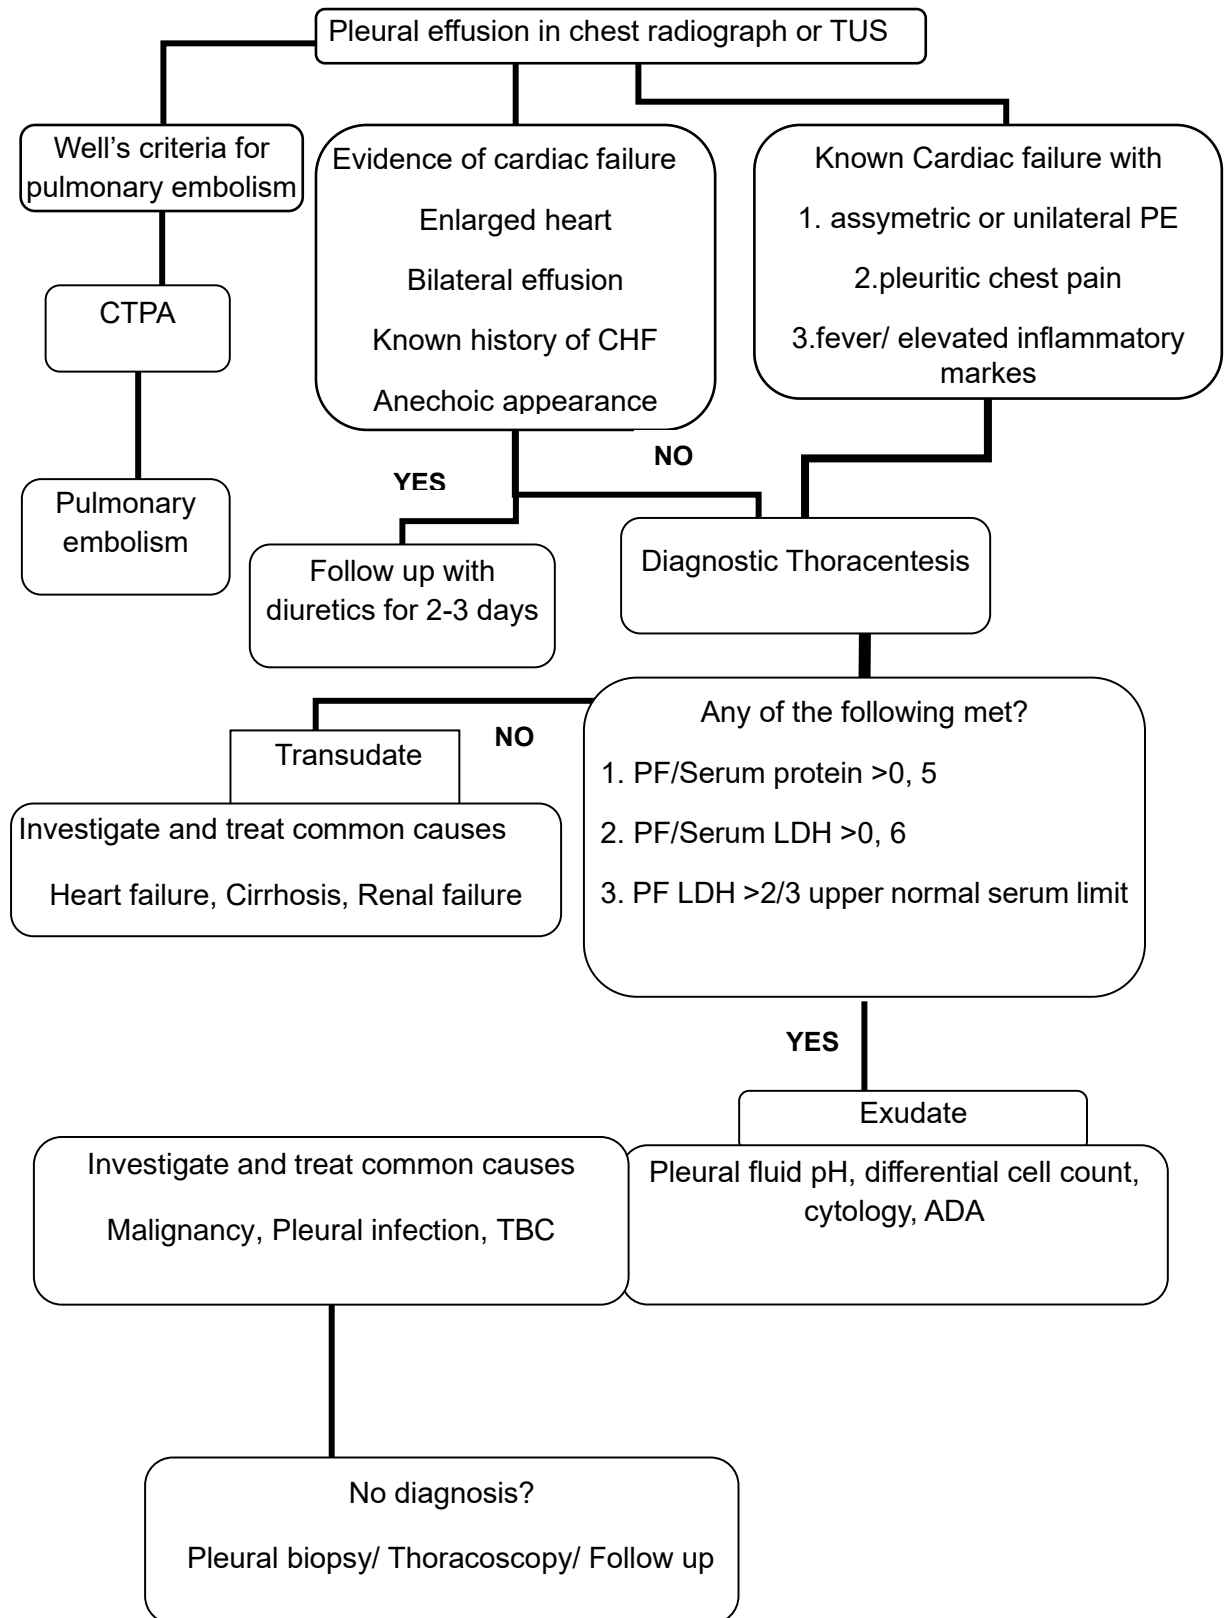 Pleural effusion in chest radiograph or TUS
Well’s criteria for
pulmonary embolism
CTPA
Pulmonary
embolism
Evidence of cardiac failure
Enlarged heart
Bilateral effusion
Known history of CHF
Anechoic appearance
Known Cardiac failure with
1. assymetric or unilateral PE
2.pleuritic chest pain
3.fever/ elevated inflammatory
markes
YES
NO
Follow up with
diuretics for 2-3 days
Diagnostic Thoracentesis
Any of the following met?
1. PF/Serum protein >0, 5
2. PF/Serum LDH >0, 6
3. PF LDH >2/3 upper normal serum limit
NO
Transudate
Investigate and treat common causes
Heart failure, Cirrhosis, Renal failure
YES
Exudate
Pleural fluid pH, differential cell count,
cytology, ADA
Investigate and treat common causes
Malignancy, Pleural infection, TBC
No diagnosis?
Pleural biopsy/ Thoracoscopy/ Follow up